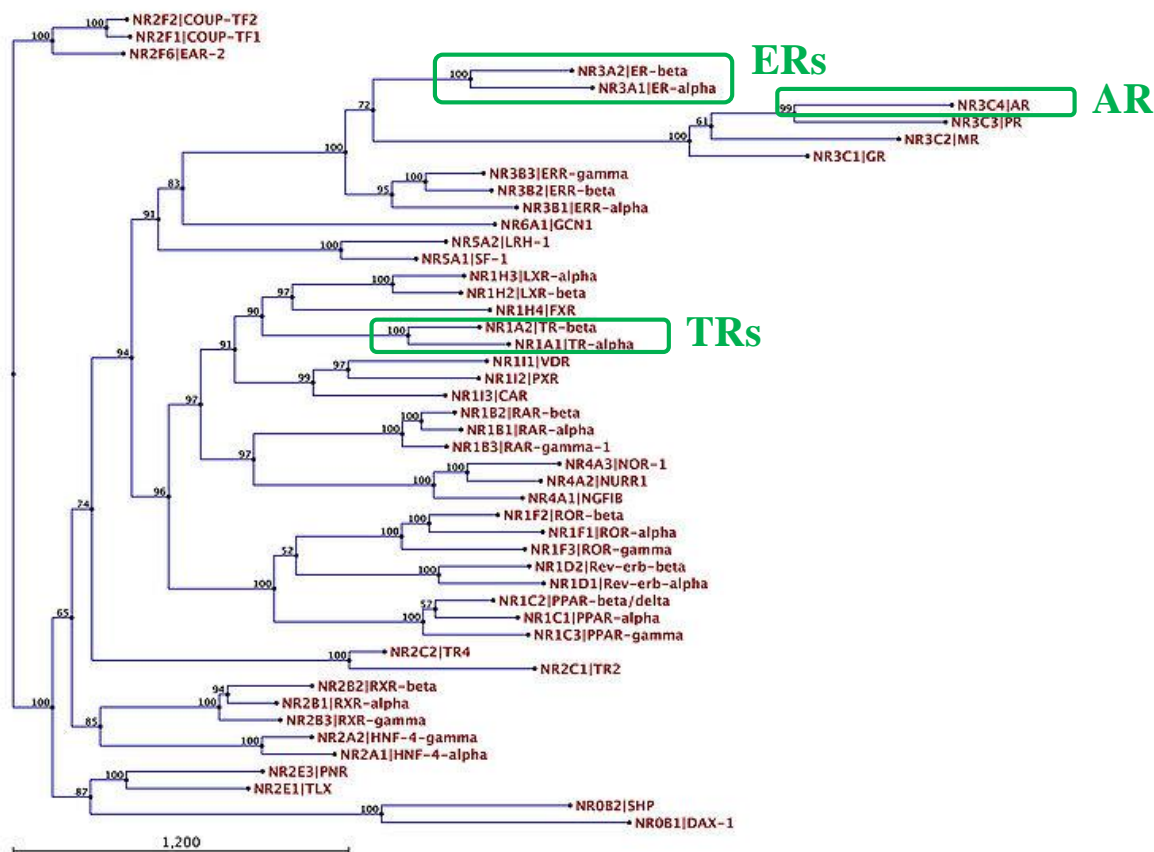 100 NR2F2|COUP-TF2
100 NR2F1|COUP-TF1
NR2F6|EAR-2
ERs
100 NR3A2|ER-beta
NR3A1|ER-alpha
AR
72 99 NR3C4|AR
61 NR3C3|PR
100 NR3C2|MR
100 NR3C1|GR
NR3B3|ERR-gamma
83 95 100 NR3B2|ERR-beta
NR3B1|ERR-alpha
91 NR6A1|GCN1
NR5A2|LRH-1
100 NR5A1|SF-1
NR1H3|LXR-alpha
97 100 NR1H2|LXR-beta
90 NR1H4|FXR
TRs
100 NR1A2|TR-beta
NR1A1|TR-alpha
94 91 NR1I1|VDR
99 97 NR1I2|PXR
97 NR1I3|CAR
NR1B2|RAR-beta
100 100 NR1B1|RAR-alpha
NR1B3|RAR-gamma-1
97 NR4A3|NOR-1
100 100 NR4A2|NURR1
96 NR4A1|NGFIB
74 NR1F2|ROR-beta
100 100 NR1F1|ROR-alpha
52 NR1F3|ROR-gamma
NR1D2|Rev-erb-beta
100 100 NR1D1|Rev-erb-alpha
NR1C2|PPAR-beta/delta
65 100 57 NR1C1|PPAR-alpha
NR1C3|PPAR-gamma
NR2C2|TR4
100 NR2C1|TR2
NR2B2|RXR-beta
100 100 94 NR2B1|RXR-alpha
85 NR2B3|RXR-gamma
NR2A2|HNF-4-gamma
100 NR2A1|HNF-4-alpha
100 NR2E3|PNR
87 NR2E1|TLX
100 NR0B2|SHP
NR0B1|DAX-1
1,200